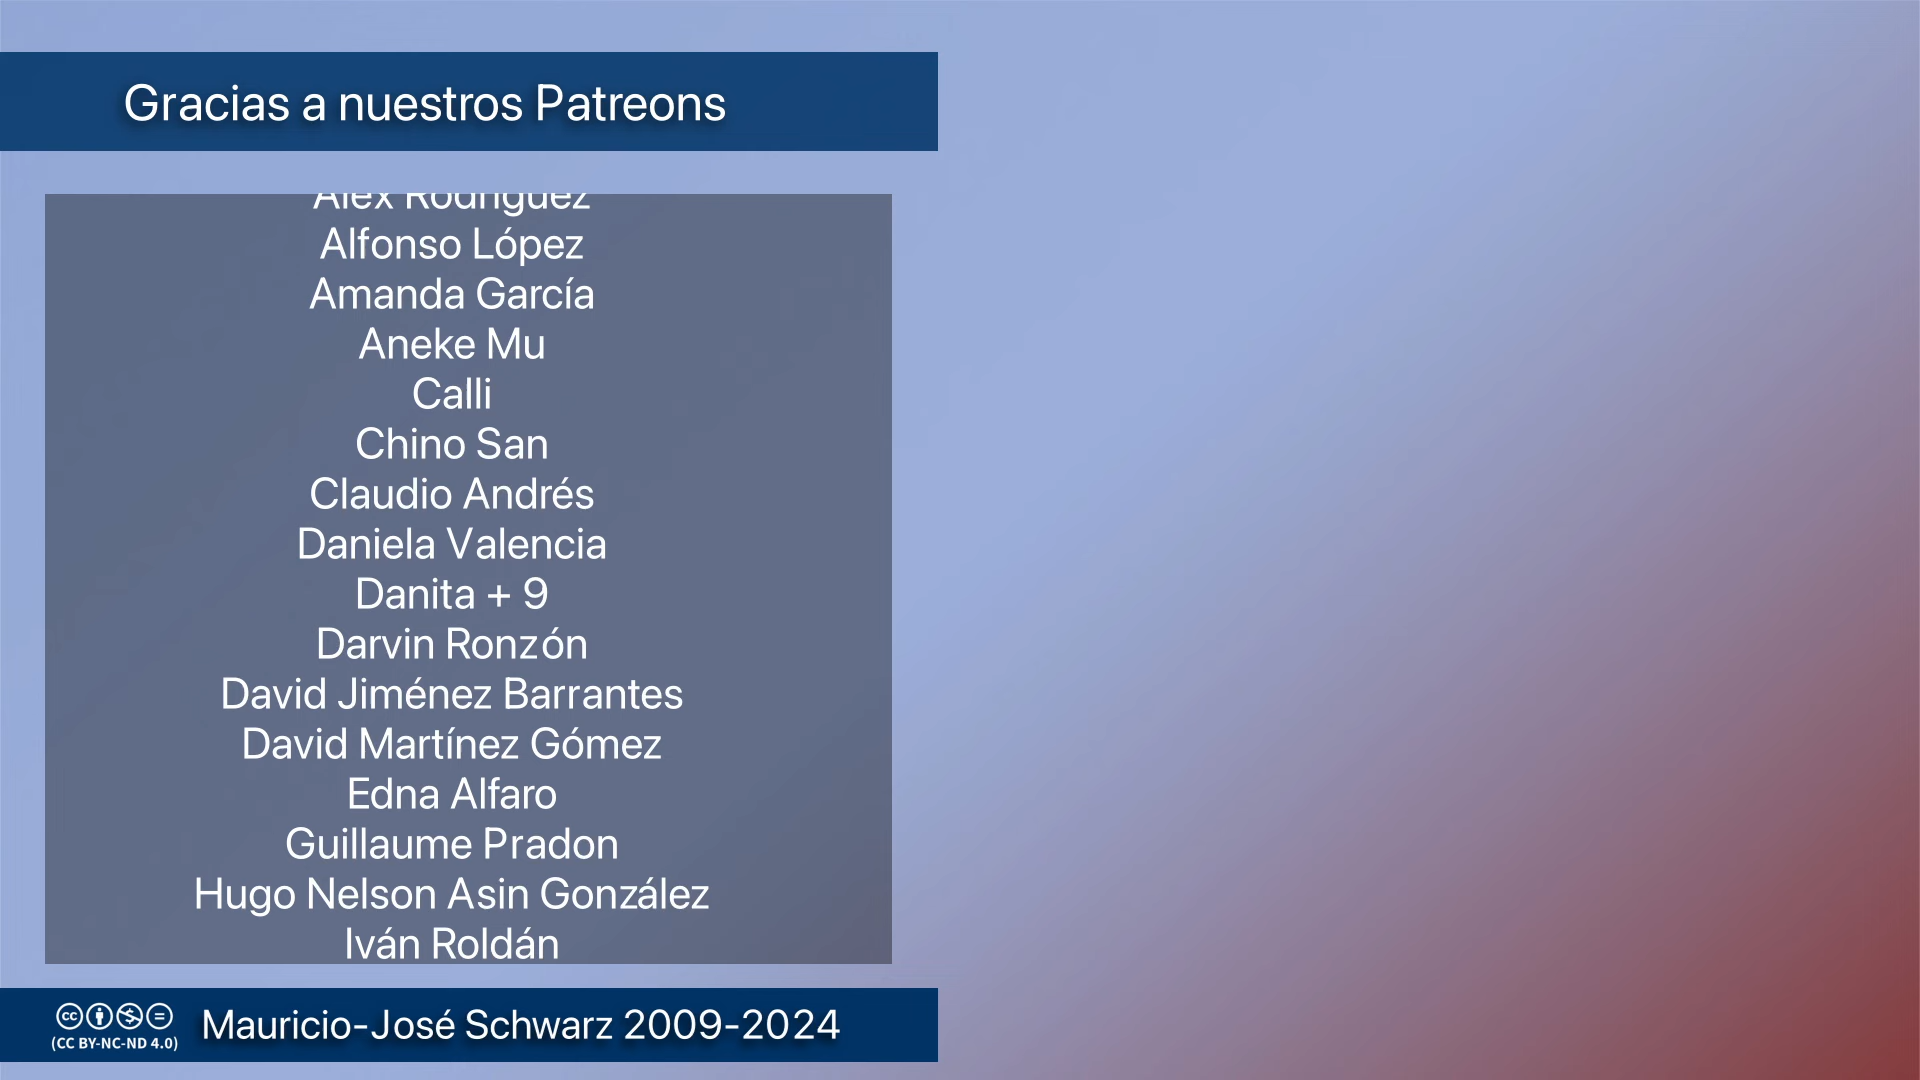 Gracias a nuestros Patreons
Alex Rodríguez
Alfonso López
Amanda García
Aneke Mu
Calli
Chino San
Claudio Andrés
Daniela Valencia
Danita + 9
Darvin Ronzón
David Jiménez Barrantes
David Martínez Gómez
Edna Alfaro
Guillaume Pradon
Hugo Nelson Asin González
Iván Roldán
Mauricio-José Schwarz 2009-2024
(CC BY-NC-ND 4.0)